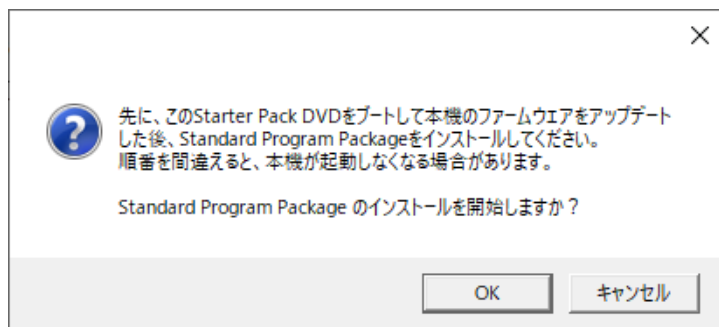 先に、このStarter Pack DVDをブートして本機のファームウエアをアップデート
した後、Standard Program Packageをインストールしてください。
順番を間違えると、本機が起動しなくなる場合があります。
Standard Program Package のインストールを開始しますか？
OK
キャンセル